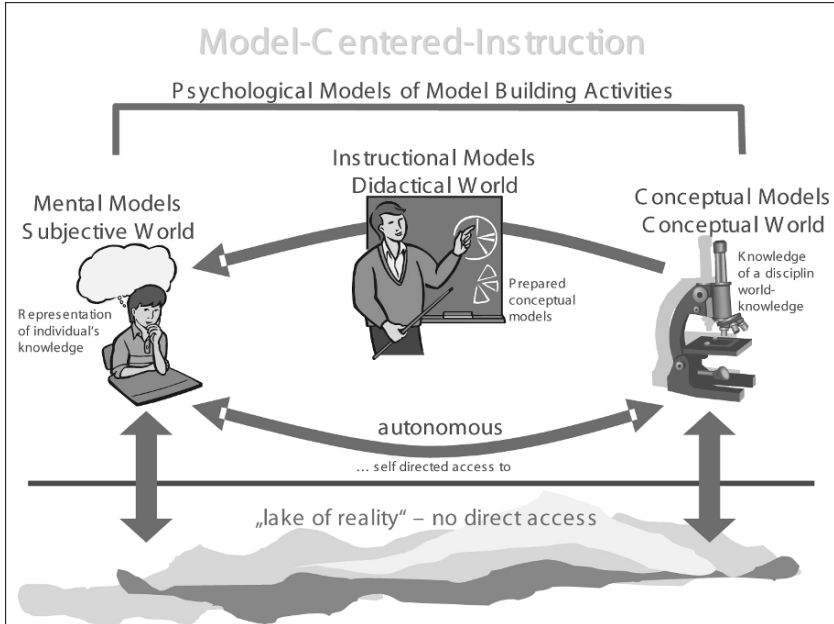 Model-Centered-Instruction
Psychological Models of Model Building Activities
Instructional Models
Didactical World
Mental Models
Subjective World
Conceptual Models
Conceptual World
Representation
of individual's
knowledge
Prepared
conceptual
models
Knowledge
of a disciplin
world-
knowledge
autonomous
... self directed access to
„lake of reality“ – no direct access